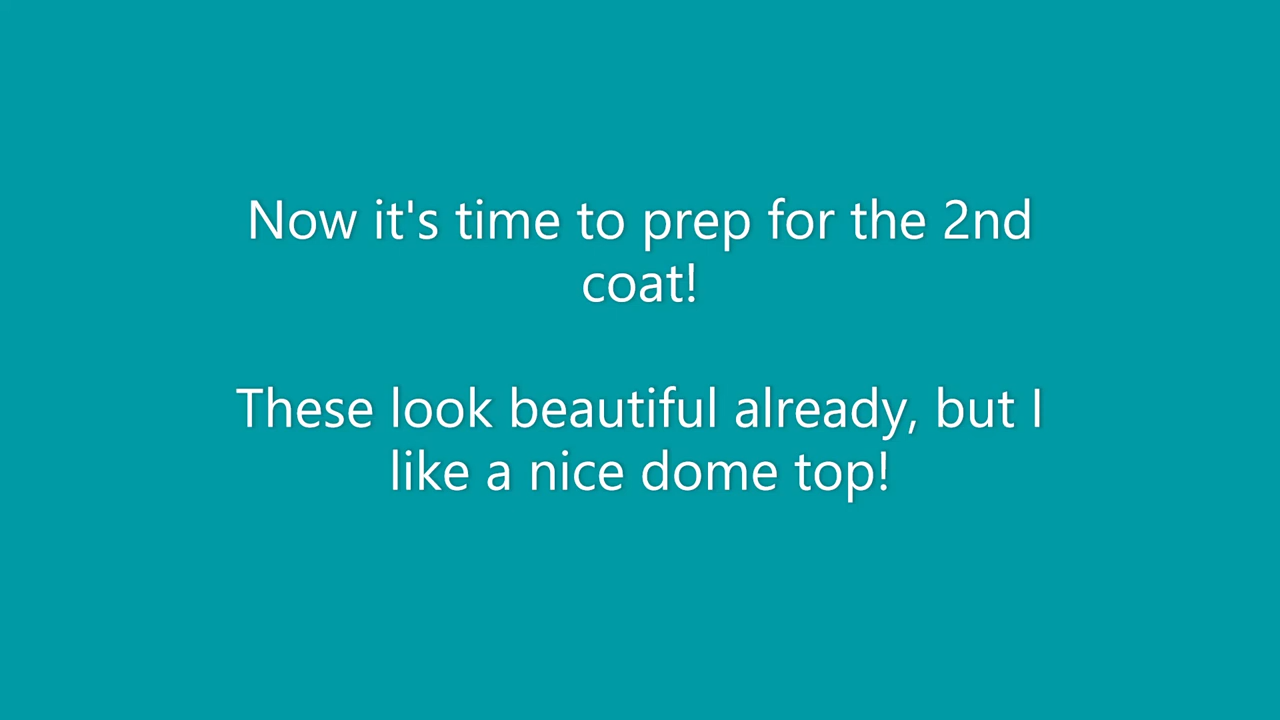 Now it's time to prep for the 2nd
coat!
These look beautiful already, but I
like a nice dome top!